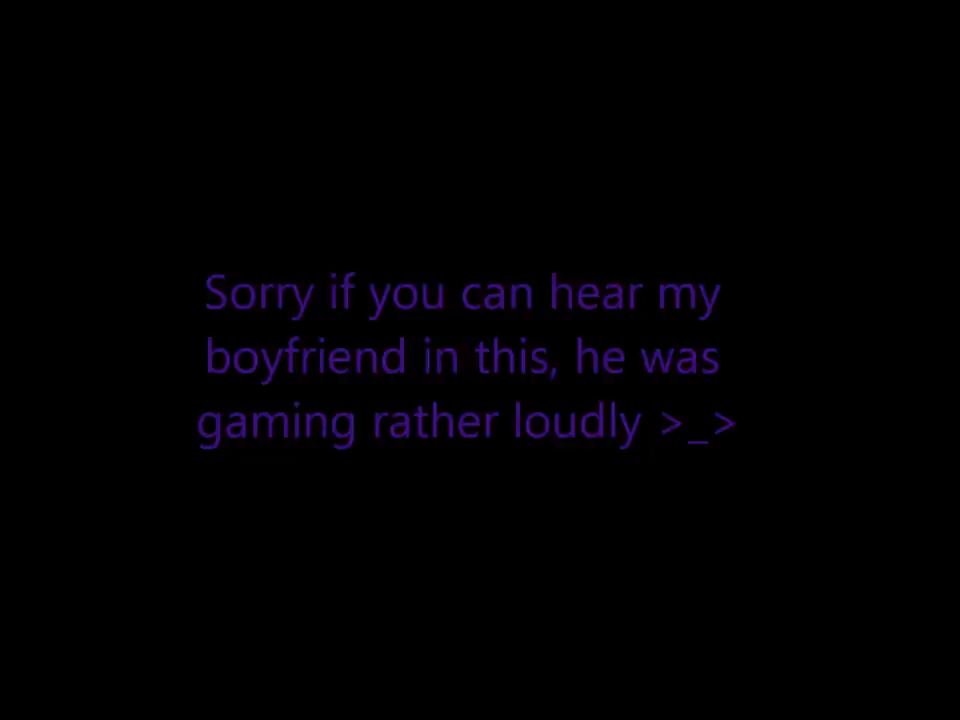 Sorry if you can hear my
boyfriend in this, he was
gaming rather loudly >_>